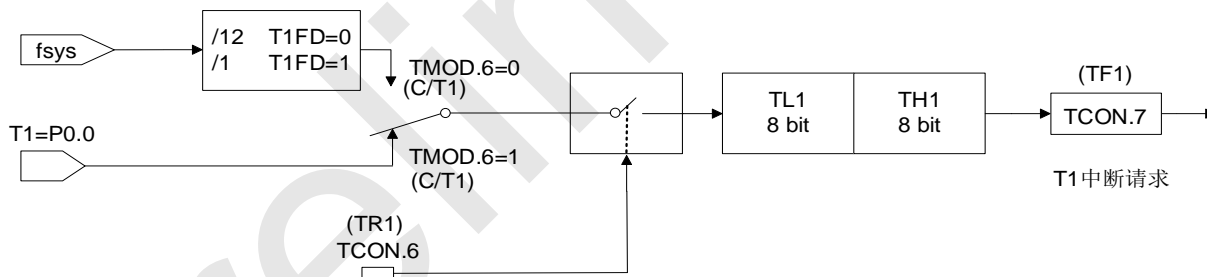 fsys
/12 T1FD=0
/1 T1FD=1
TMOD.6=0
(C/T1)
T1=P0.0
TMOD.6=1
(C/T1)
(TR1)
TCON.6
TL1
8 bit
TH1
8 bit
(TF1)
TCON.7
T1中断请求